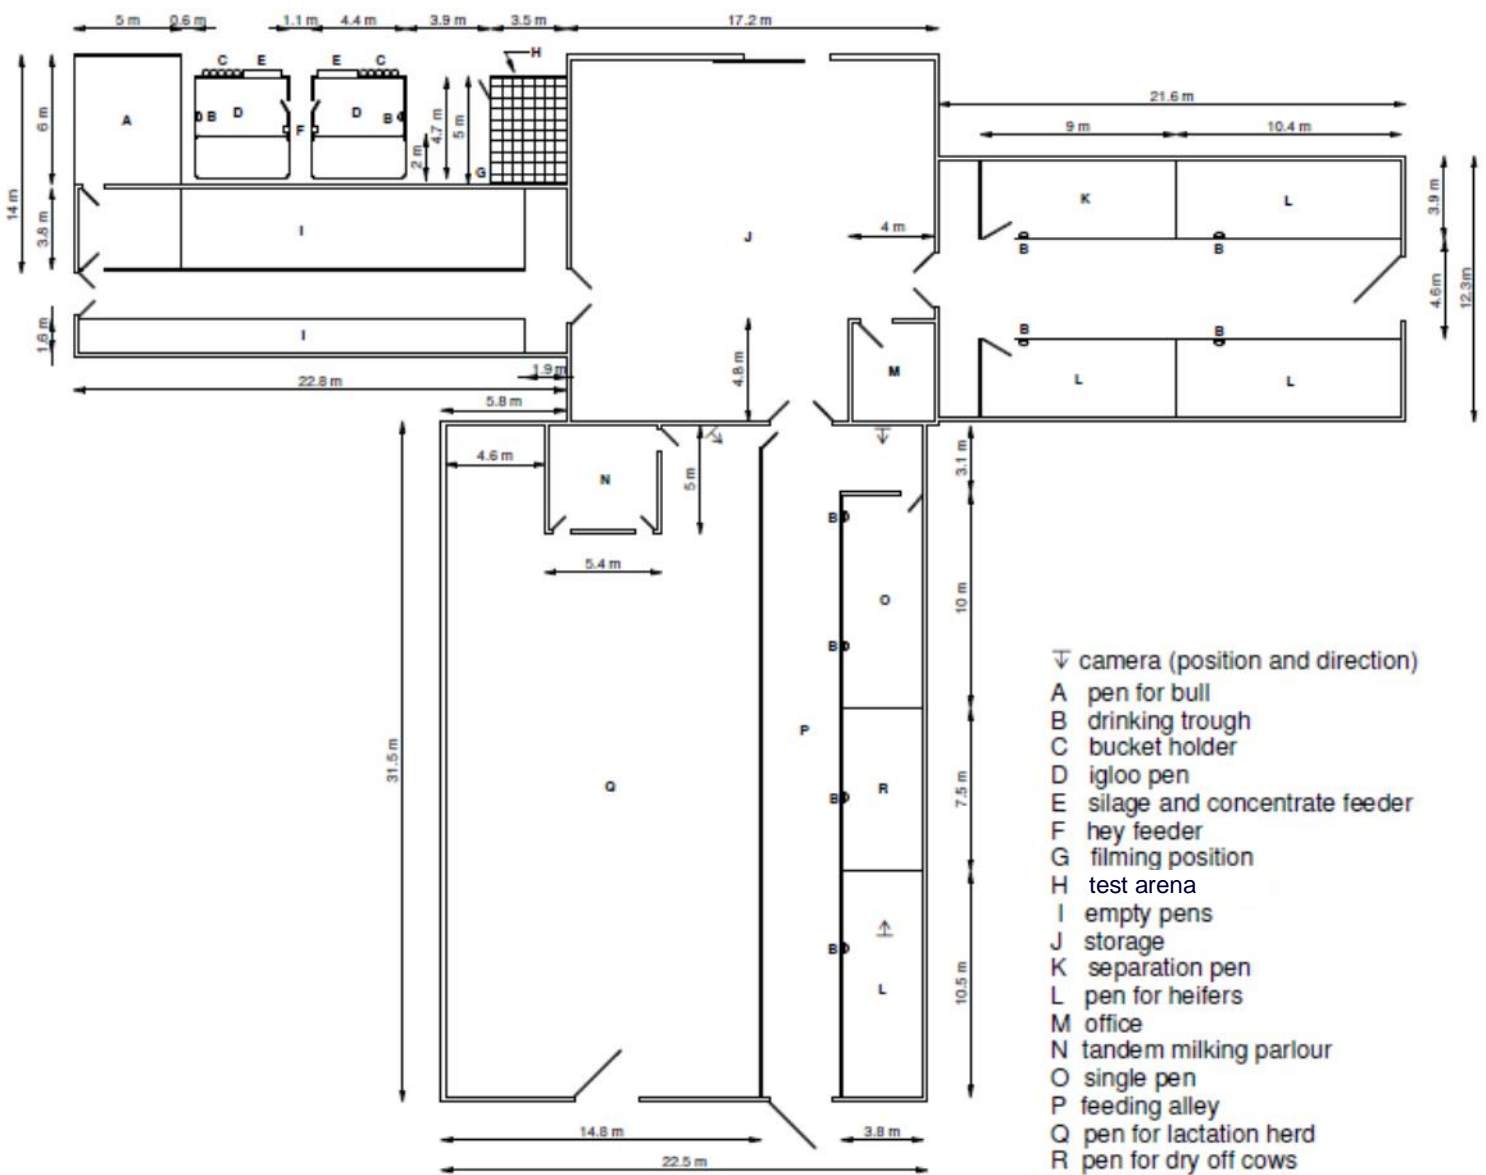 5 m 0.6 m 1.1 m 4.4 m 3.9 m 3.5 m 17.2 m
H
C E E C
21.6 m
9 m 10.4 m
6 m A B D F D B 4.7 m 5 m 2 m G
14 m
3.8 m I J 4 m K L 3.9 m
B B
4.6 m 12.3m
1.6 m I B B
1.9 m 4.8 m M L L
22.8 m
5.8 m
4.6 m N 5 m 3.1 m
B
5.4 m
O 10 m
B
31.5 m Q P R B 7.5 m
B L 10.5 m
14.8 m 3.8 m
22.5 m
camera (position and direction)
A pen for bull
B drinking trough
C bucket holder
D igloo pen
E silage and concentrate feeder
F hey feeder
G filming position
H test arena
I empty pens
J storage
K separation pen
L pen for heifers
M office
N tandem milking parlour
O single pen
P feeding alley
Q pen for lactation herd
R pen for dry off cows